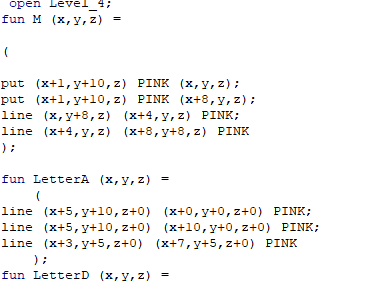 open Level_4;
fun M (x,y,z) =
(
put (x+1,y+10,z) PINK (x,y,z);
put (x+1,y+10,z) PINK (x+8,y,z);
line (x,y+8,z) (x+4,y,z) PINK;
line (x+4,y,z) (x+8,y+8,z) PINK
);
fun LetterA (x,y,z) =
(
line (x+5,y+10,z+0) (x+0,y+0,z+0) PINK;
line (x+5,y+10,z+0) (x+10,y+0,z+0) PINK;
line (x+3,y+5,z+0) (x+7,y+5,z+0) PINK
);
fun LetterD (x,y,z) =